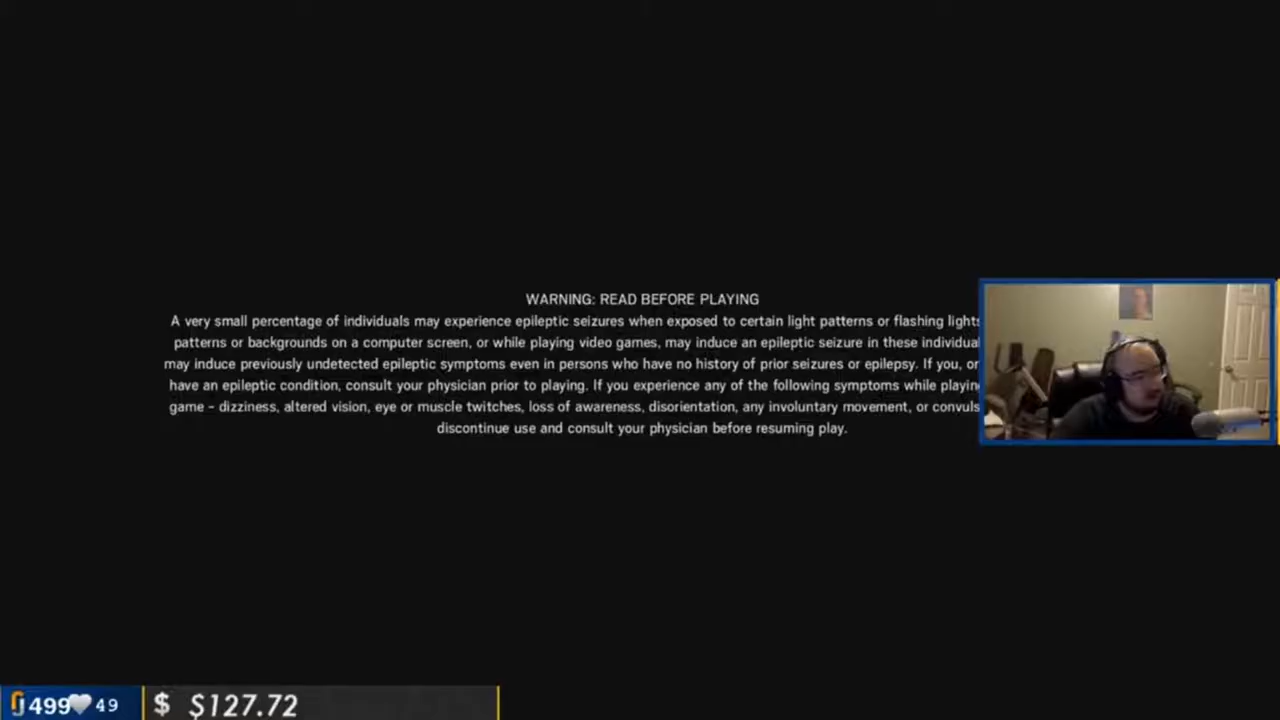 WARNING: READ BEFORE PLAYING
A very small percentage of individuals may experience epileptic seizures when exposed to certain light patterns or flashing lights
patterns or backgrounds on a computer screen, or while playing video games, may induce an epileptic seizure in these
may induce previously undetected epileptic symptoms even in persons who have no history of prior seizures or epilepsy. If you, or
have an epileptic condition, consult your physician prior to playing. If you experience any of the following symptoms while
game - dizziness, altered vision, eye or muscle twitches, loss of awareness, disorientation, any involuntary movement, or
discontinue use and consult your physician before resuming play.
499 49
$ $127.72